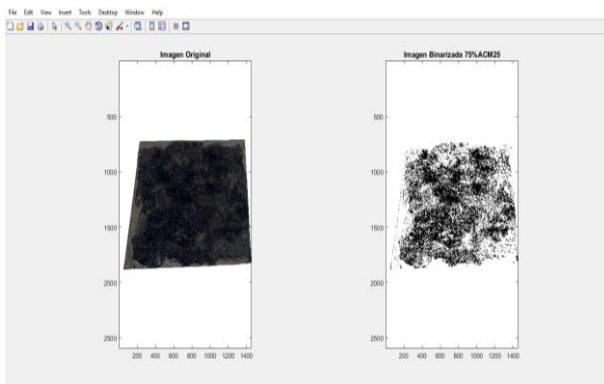 File Edit View Insert Tools Desktop Window Help
Imagen Original
Imagen Binarizada 75%ACM25
500
1000
1500
2000
2500
200 400 600 800 1000 1200 1400
500
1000
1500
2000
2500
200 400 600 800 1000 1200 1400